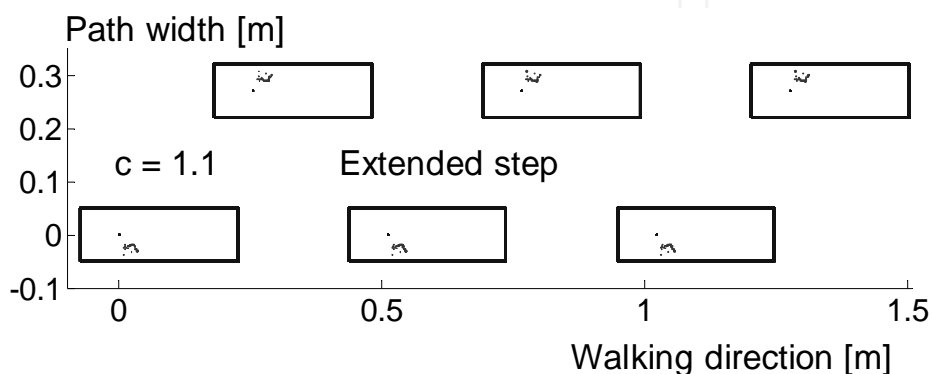 Path width [m]
0.3
0.2
c = 1.1 Extended step
0.1
0
-0.1
0 0.5 1 1.5
Walking direction [m]